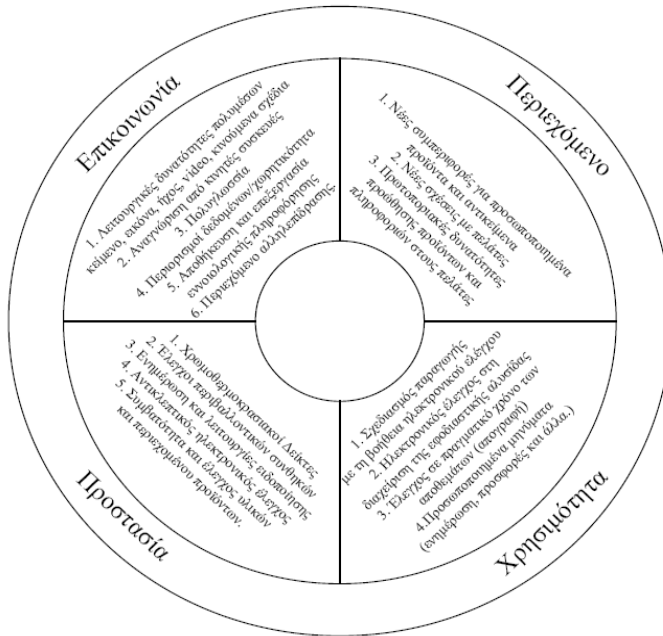 Επικοινωνία
1. Λειτουργικές δυνατότητες πολυμέσων
κείμενο, εικόνα, ήχος, video, κινούμενα σχέδια
2. Αναγνώριση από κινητές συσκευές
3. Πολυγλωσσία
4. Περιορισμοί δεδομένων/χωρητικότητα
5. Αποθήκευση και επεξεργασία
εννοιολογικής πληροφόρησης
6. Περιεχόμενο αλληλεπίδρασης.
Περιεχόμενο
1. Νέες συμπεριφορές για προσωποποιημένα
προϊόντα και αντικείμενα
2. Νέες σχέσεις με πελάτες
3. Πρωτοποριακές δυνατότητες
προώθησης προϊόντων και
πληροφοριών στους πελάτες
Προστασία
1. Χρωμοθερμοκρασιακοί Δείκτες
2. Έλεγχοι περιβαλλοντικών συνθηκών
3. Ενημέρωση και λειτουργίες ειδοποίησης
4. Αντικλεπτικός ηλεκτρονικός έλεγχος
5. Συμβατότητα και έλεγχος υλικών
και περιεχομένου προϊόντων.
Χρησιμότητα
1. Σχεδιασμός παραγωγής
με τη βοήθεια ηλεκτρονικού ελέγχου
2. Ηλεκτρονικός έλεγχος στη
διαχείριση της εφοδιαστικής αλυσίδας
3. Έλεγχος σε πραγματικό χρόνο των
αποθεμάτων (απογραφή)
4.Προσωποποιημένα μηνύματα
(ενημέρωση, προσφορές και άλλα.)